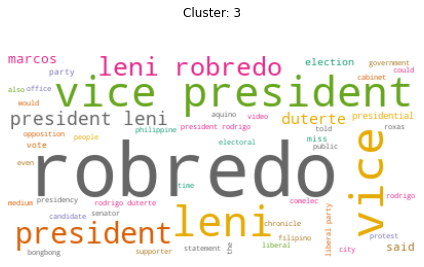 Cluster: 3
marcos
party
leni robredo
election
government
could
cabinet
also
office
vice president
would
president leni
aquino
video
duterte
presidential
opposition
people
philippine
president rodrigo
told
roxas
vote
electoral
miss
public
even
robredo
vice
medium
presidency
rodrigo duterte
time
comelec
rodrigo
candidate
senator
leni
chronicle
liberal party
president
filipino
protest
said
bongbong
supporter
statement
the
liberal
city